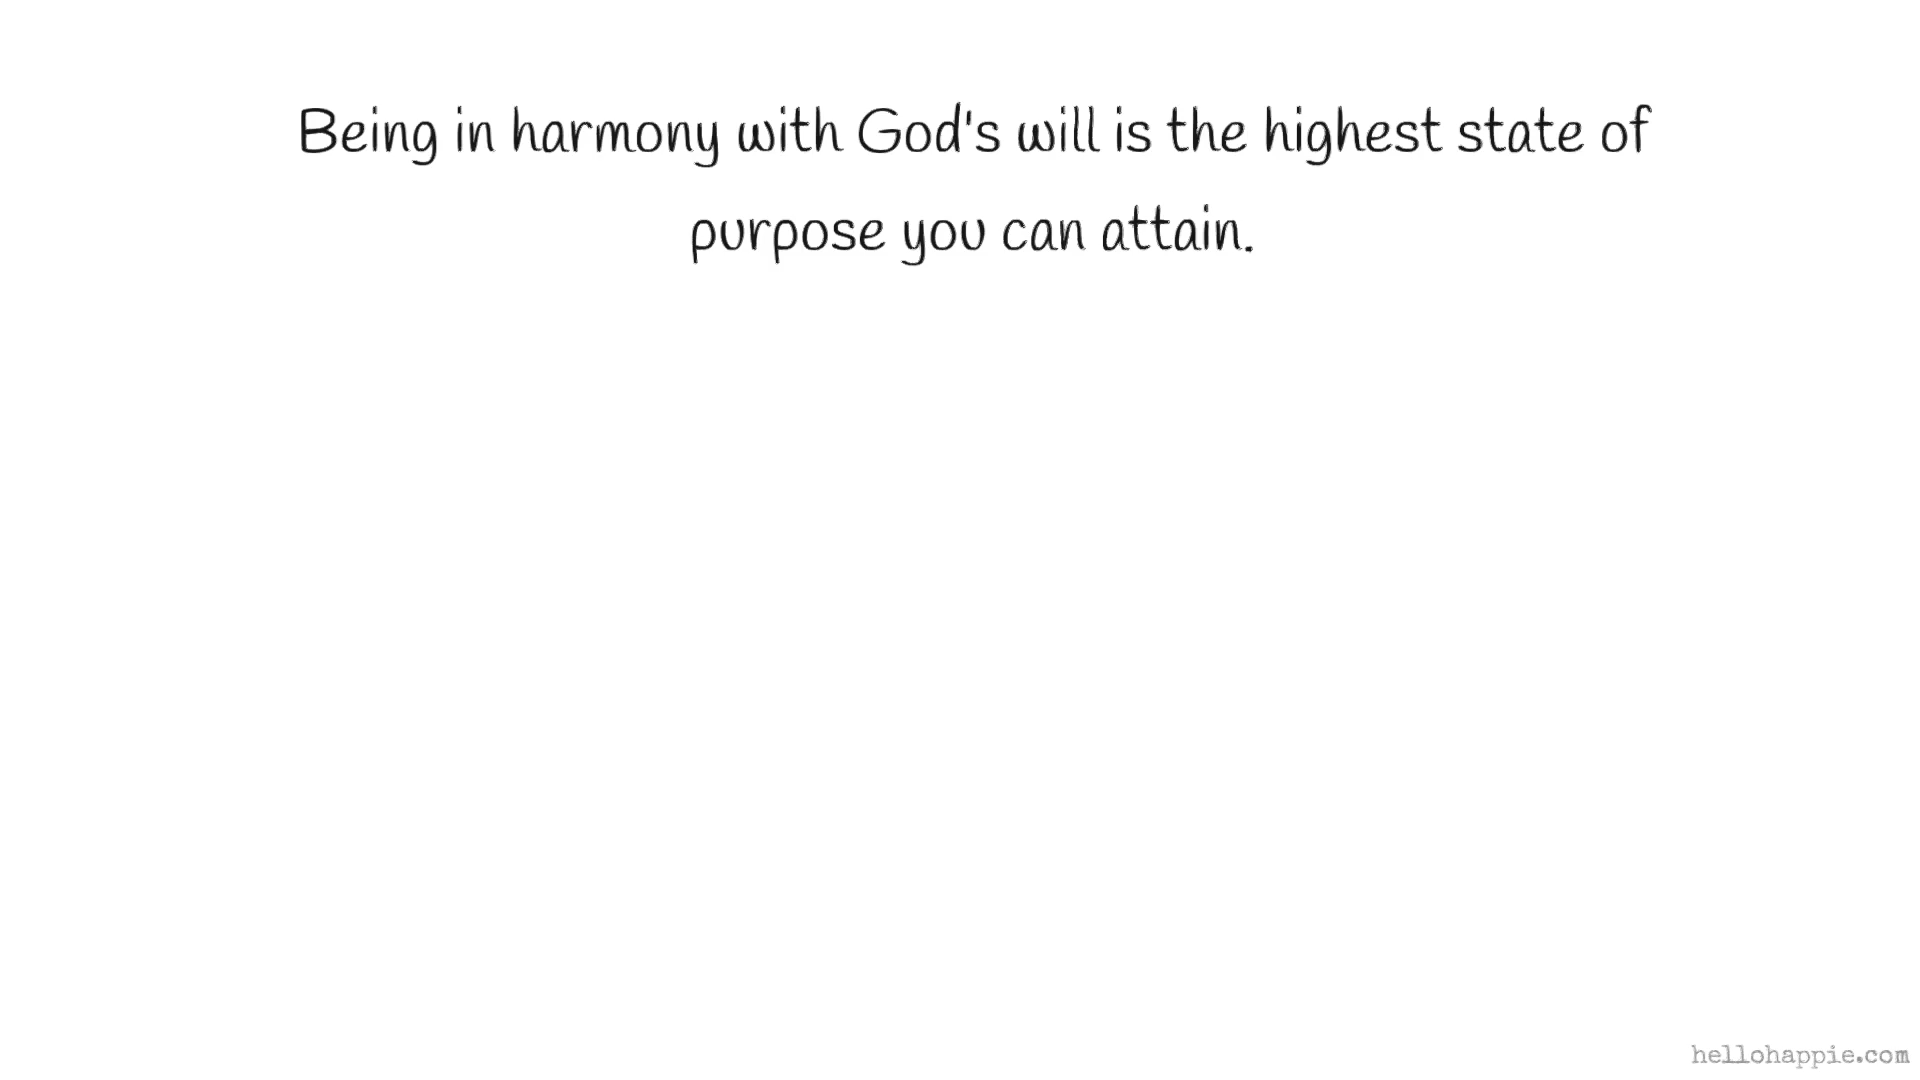 Being in harmony with God's will is the highest state of
purpose you can attain.
hellohappie.com